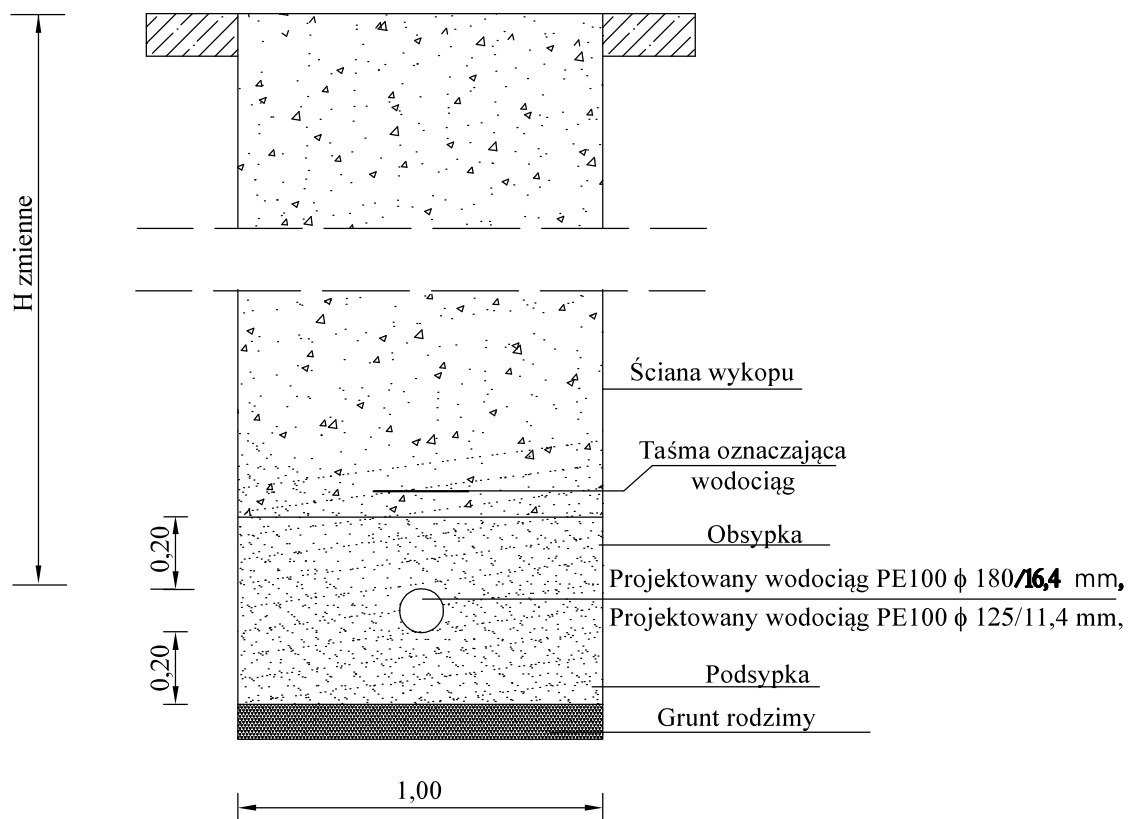 H zmienne
Ściana wykopu
Taśma oznaczająca
wodociąg
0,20
Obsypka
Projektowany wodociąg PE100 ϕ 180/16,4 mm,
Projektowany wodociąg PE100 ϕ 125/11,4 mm,
0,20
Podsypka
Grunt rodzimy
1,00